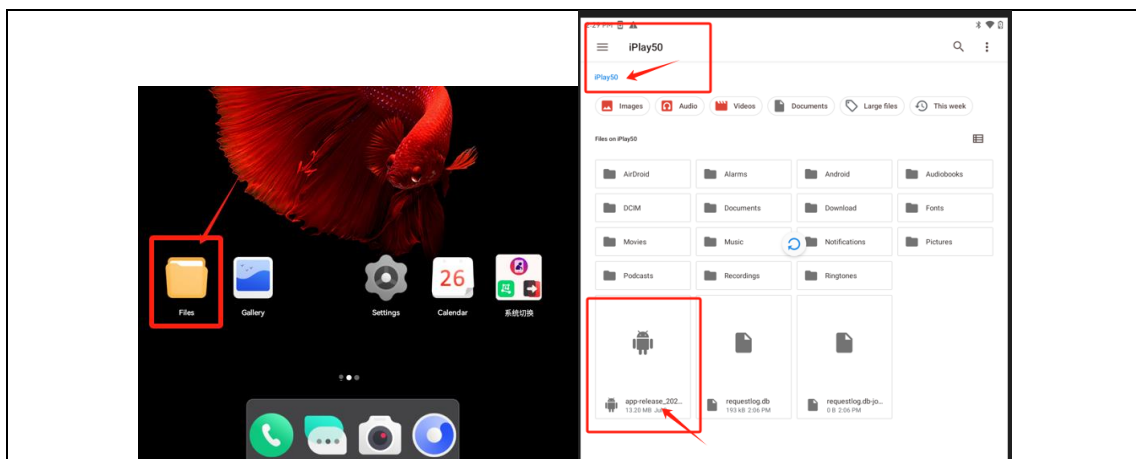 26
Files
Gallery
Settings
Calendar
系统切换
PM
iPlay50
iPlay50
Images
Audio
Videos
Documents
Large files
This week
Files on iPlay50
AirDroid
Alarms
Android
Audiobooks
DCIM
Documents
Download
Fonts
Movies
Music
Notifications
Pictures
Podcasts
Recordings
Ringtones
app-release_202...
requestlog.db
requestlog.db-jo...
13.20 MB
193 kB 2:06 PM
0 B 2:06 PM